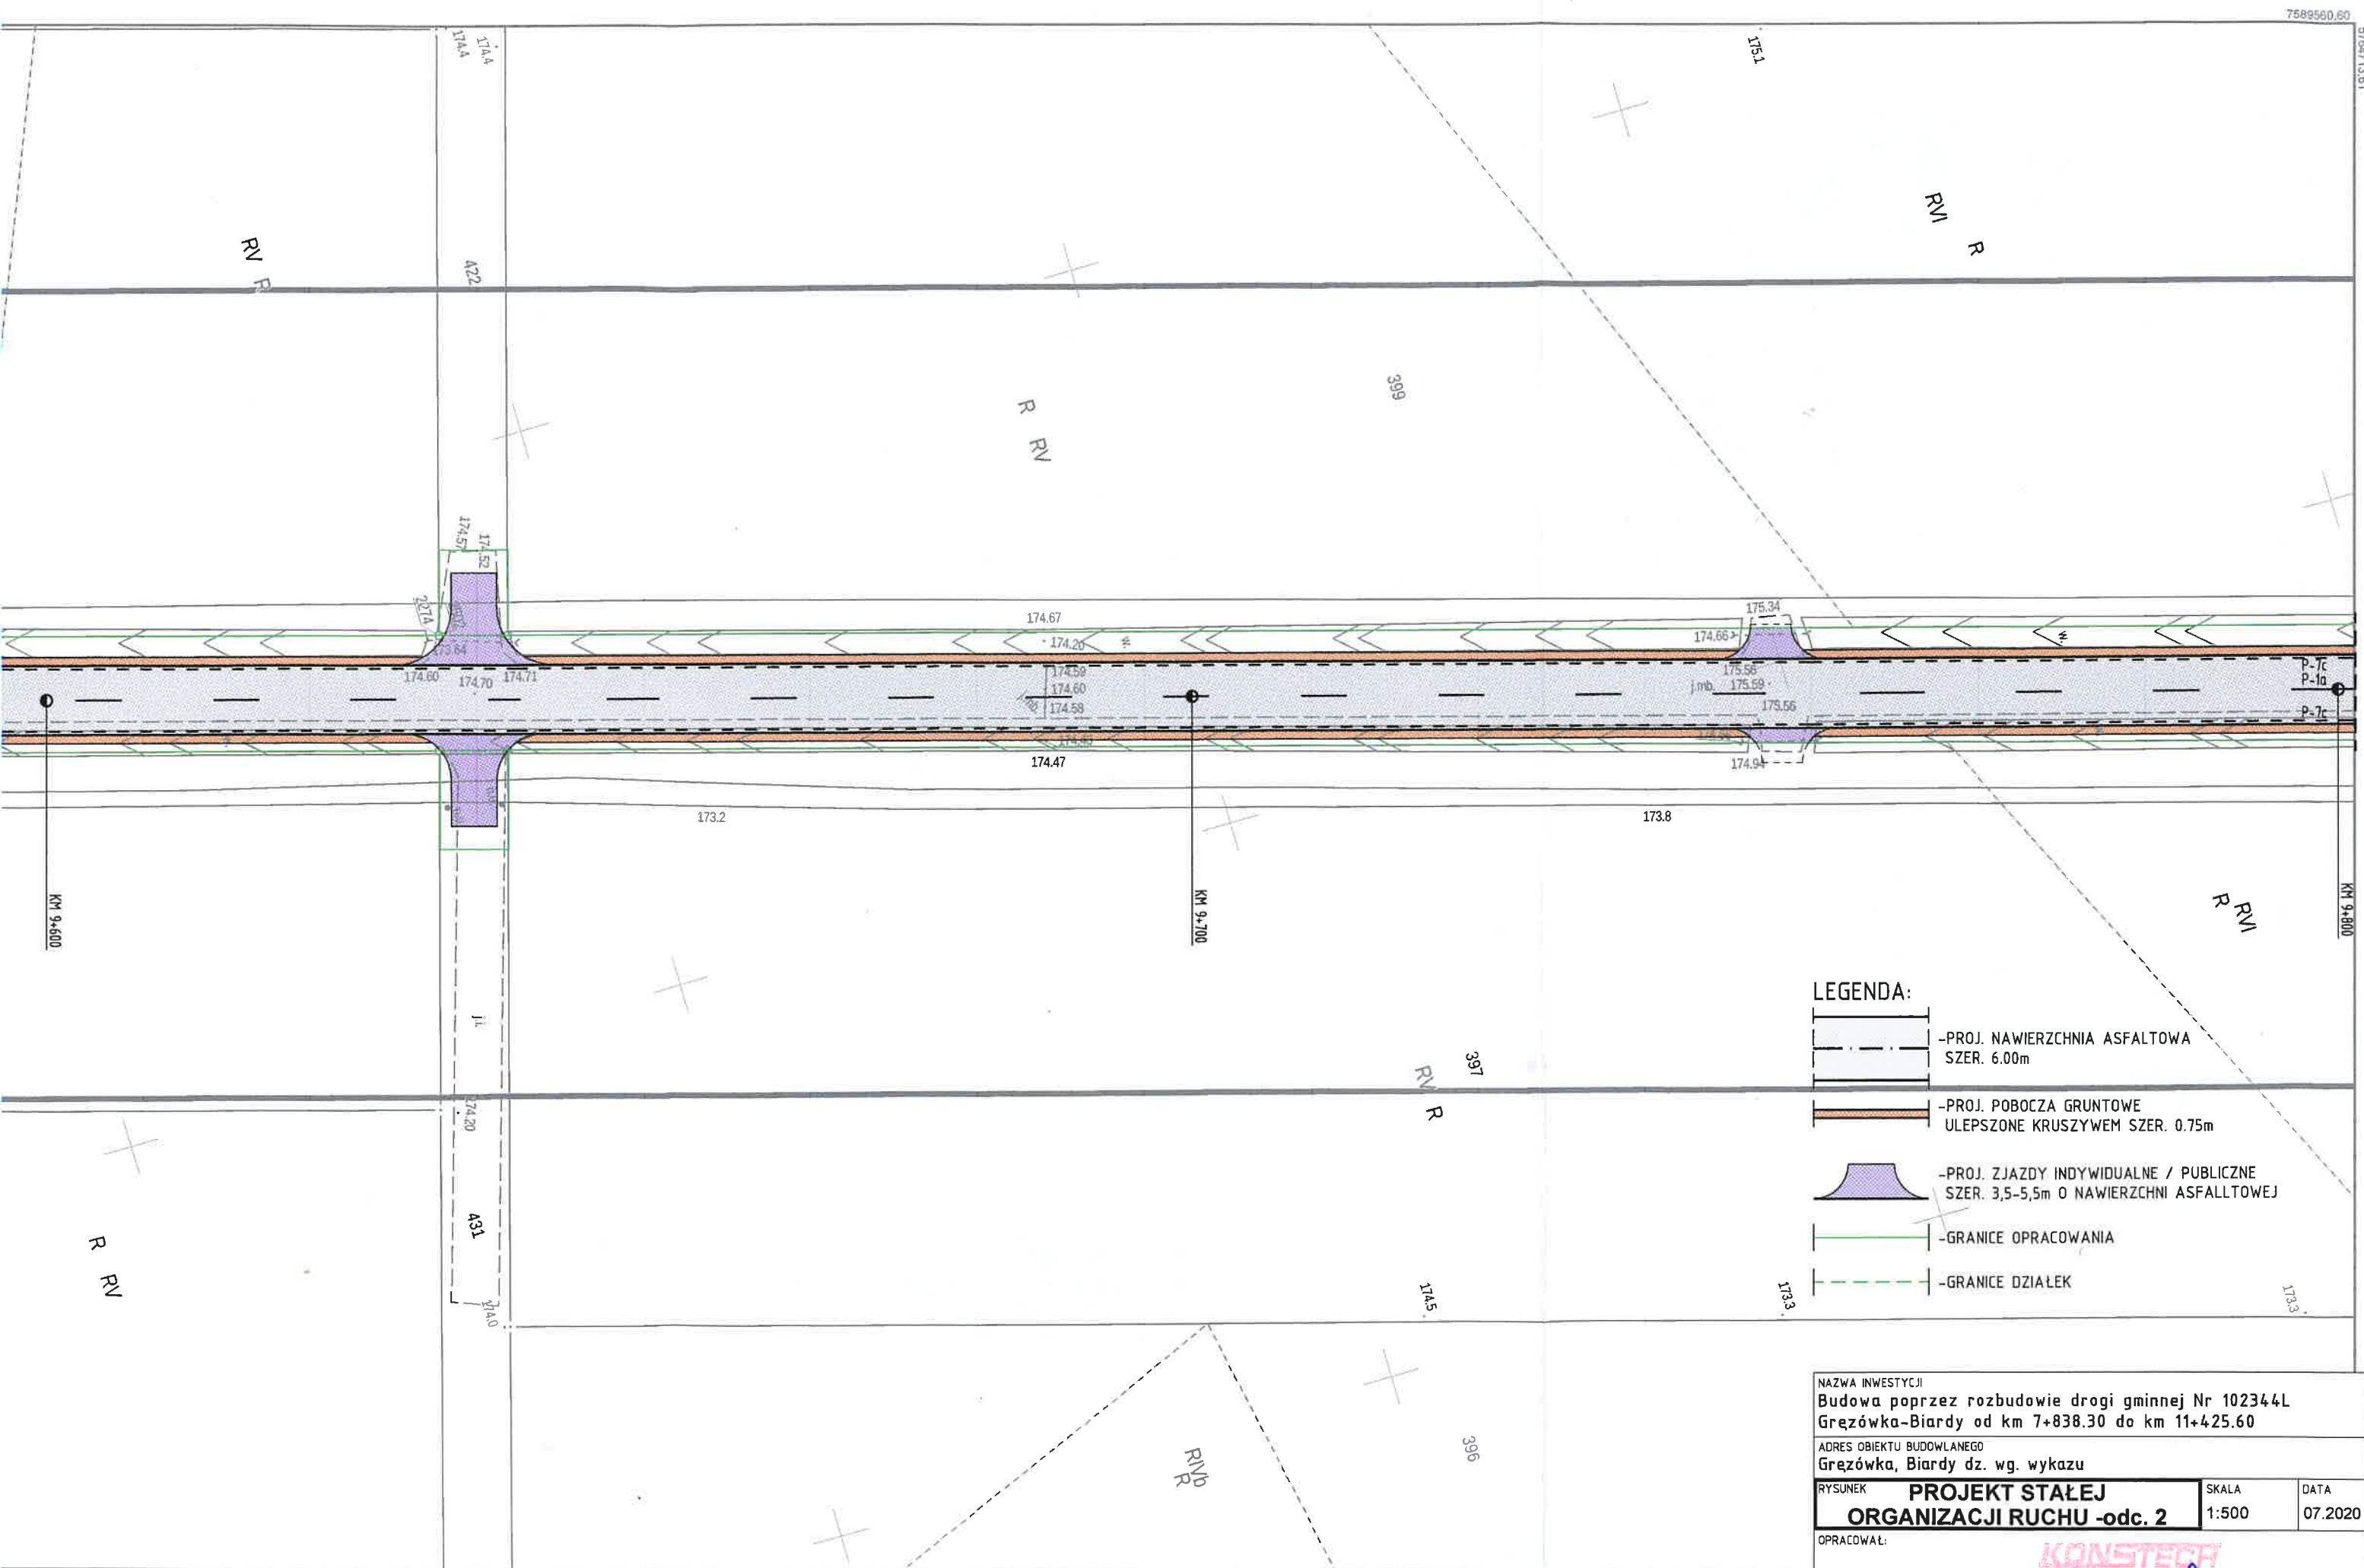 7589560.60
174.4
174.4
175.1
RV
R
422
RVI
R
399
R
RV
174.57
174.52
2274
173.84
174.60
174.70
174.71
174.67
174.20
w.
174.59
174.60
174.58
174.47
173.2
175.34
174.66
175.56
j.mb.
175.59
175.56
174.94
173.8
w.
P-7c
P-1a
P-7c
KM 9+600
KM 9+700
KM 9+800
R
RVI
j.t.
174.20
431
174.0
R
RV
397
RV
R
174.5
173.3
173.3
RIVb
R
396
LEGENDA:
-PROJ. NAWIERZCHNIA ASFALTOWA
SZER. 6.00m
-PROJ. POBOCZA GRUNTOWE
ULEPSZONE KRUSZYWEM SZER. 0.75m
-PROJ. ZJAZDY INDYWIDUALNE / PUBLICZNE
SZER. 3,5-5,5m O NAWIERZCHNI ASFALLTOWEJ
-GRANICE OPRACOWANIA
-GRANICE DZIAŁEK
NAZWA INWESTYCJI
Budowa poprzez rozbudowie drogi gminnej Nr 102344L
Gręzówka-Biardy od km 7+838.30 do km 11+425.60
ADRES OBIEKTU BUDOWLANEGO
Gręzówka, Biardy dz. wg. wykazu
RYSUNEK
PROJEKT STAŁEJ
ORGANIZACJI RUCHU -odc. 2
SKALA
1:500
DATA
07.2020
OPRACOWAŁ:
KONSTECH